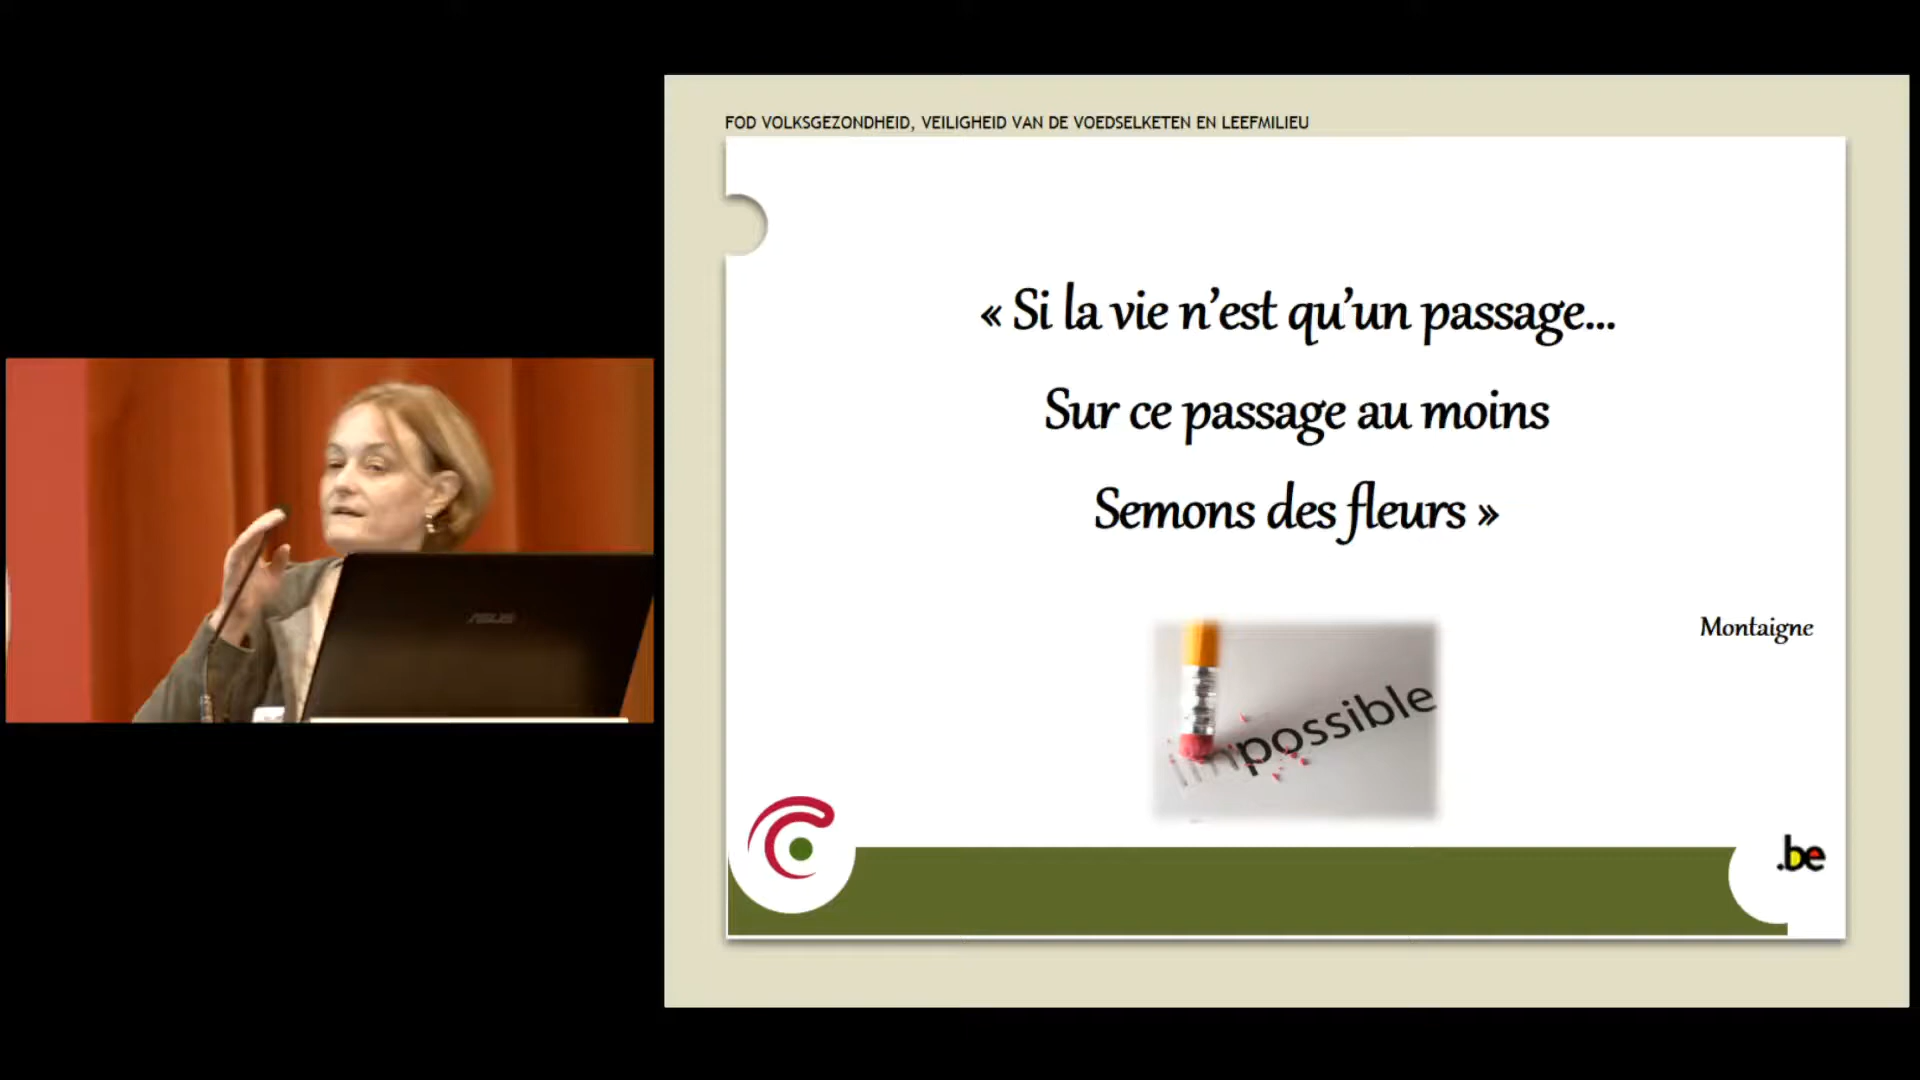 FOD VOLKSGEZONDHEID, VEILIGHEID VAN DE VOEDSELKETEN EN LEEFMILIEU
« Si la vie n’est qu’un passage…
Sur ce passage au moins
Semons des fleurs »
Montaigne
impossible
.be
ASUS